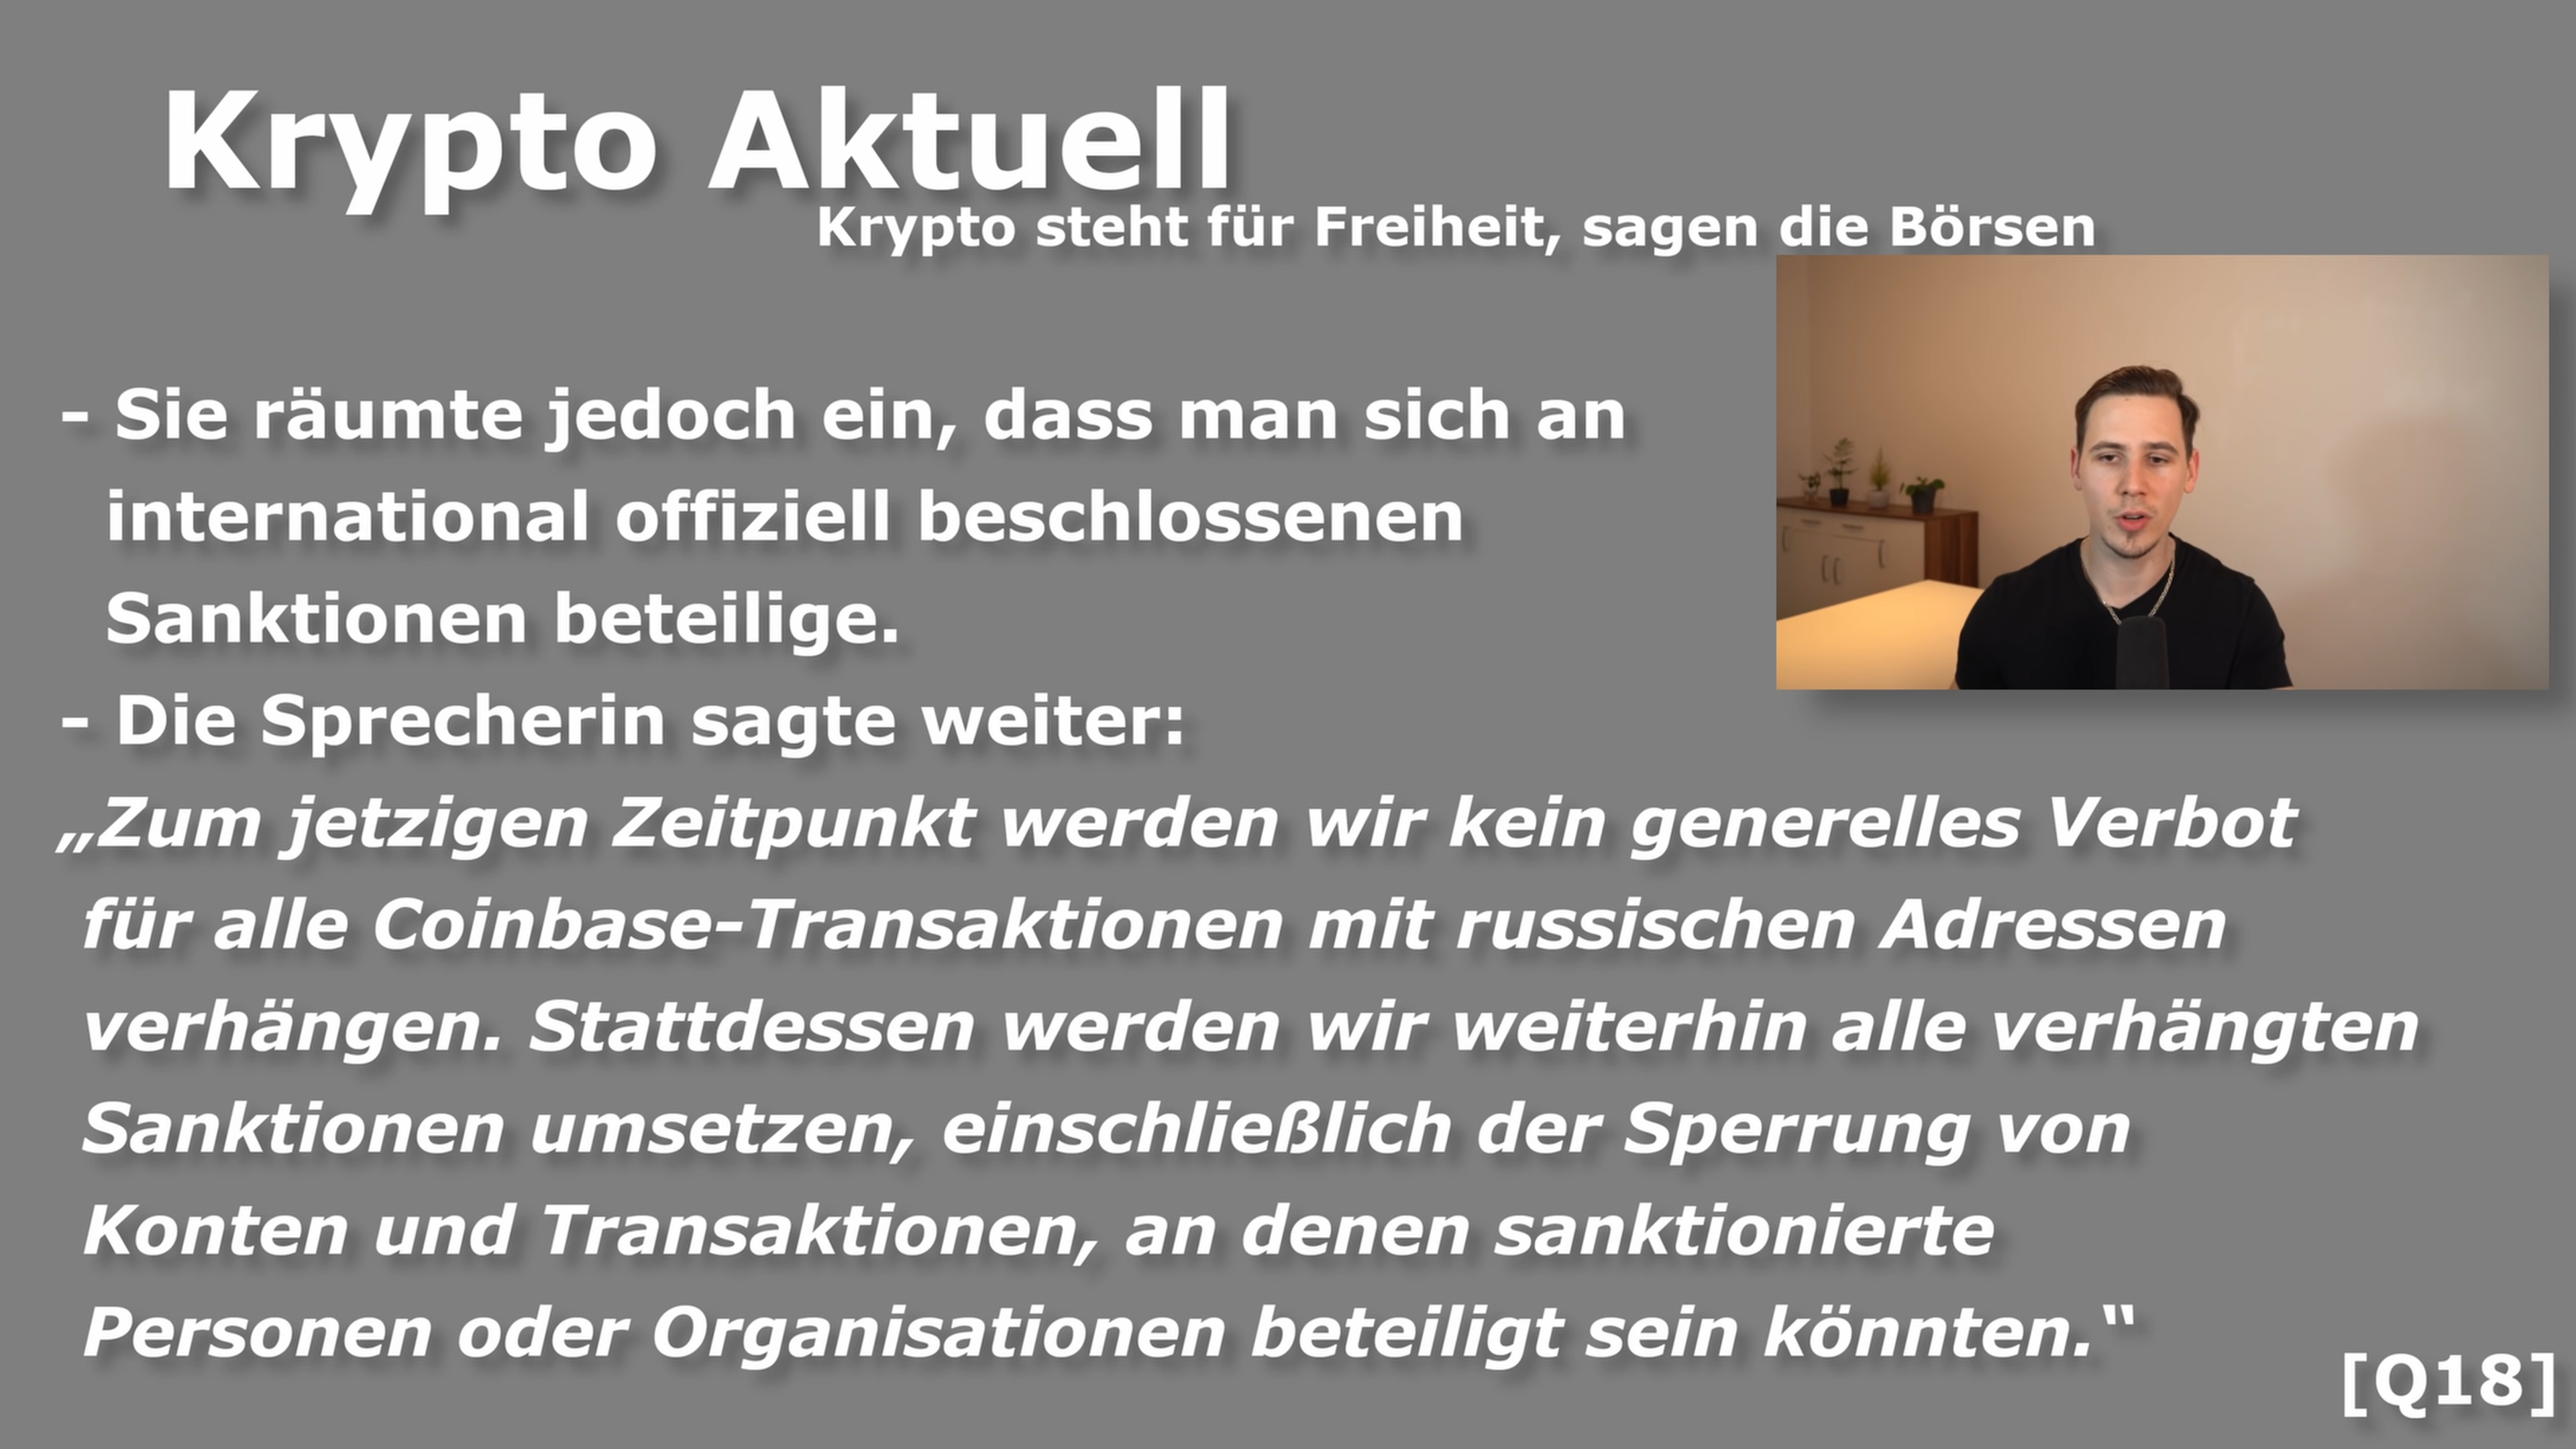 Krypto Aktuell
Krypto steht für Freiheit, sagen die Börsen
- Sie räumte jedoch ein, dass man sich an
international offiziell beschlossenen
Sanktionen beteilige.
- Die Sprecherin sagte weiter:
„Zum jetzigen Zeitpunkt werden wir kein generelles Verbot
für alle Coinbase-Transaktionen mit russischen Adressen
verhängen. Stattdessen werden wir weiterhin alle verhängten
Sanktionen umsetzen, einschließlich der Sperrung von
Konten und Transaktionen, an denen sanktionierte
Personen oder Organisationen beteiligt sein könnten.“
[Q18]